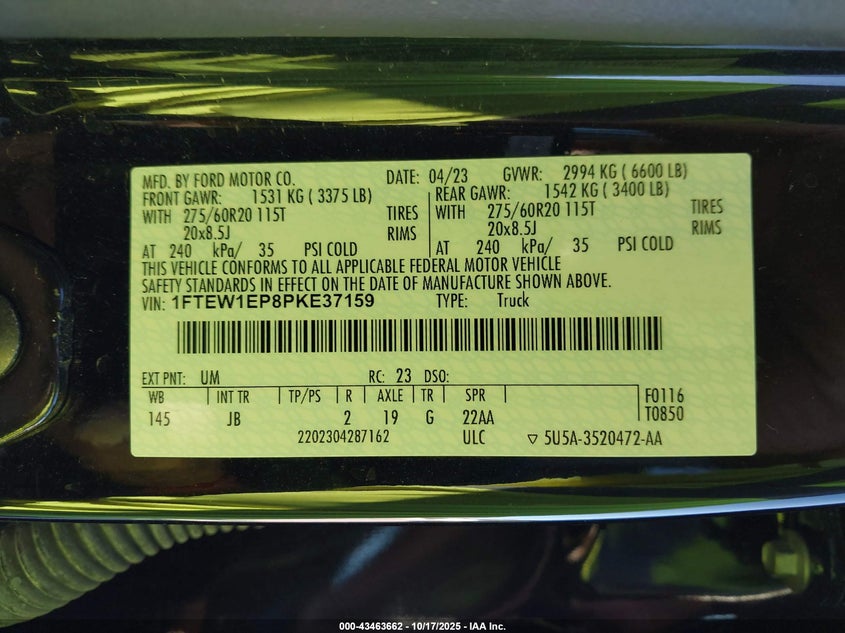 MFD. BY FORD MOTOR CO. DATE: 04/23 GVWR: 2994 KG ( 6600 LB)
FRONT GAWR: 1531 KG ( 3375 LB) REAR GAWR: 1542 KG ( 3400 LB)
WITH 275/60R20 115T TIRES WITH 275/60R20 115T TIRES
20x8.5J RIMS 20x8.5J RIMS
AT 240 kPa/ 35 PSI COLD AT 240 kPa/ 35 PSI COLD
THIS VEHICLE CONFORMS TO ALL APPLICABLE FEDERAL MOTOR VEHICLE
SAFETY STANDARDS IN EFFECT ON THE DATE OF MANUFACTURE SHOWN ABOVE.
VIN: 1FTEW1EP8PKE37159 TYPE: Truck
EXT PNT: UM RC: 23 DSO:
WB INT TR TP/PS R AXLE TR SPR F0116
145 JB 2 19 G 22AA T0850
2202304287162 ULC ▽ 5U5A-3520472-AA
000-43463662 - 10/17/2025 - IAA Inc.